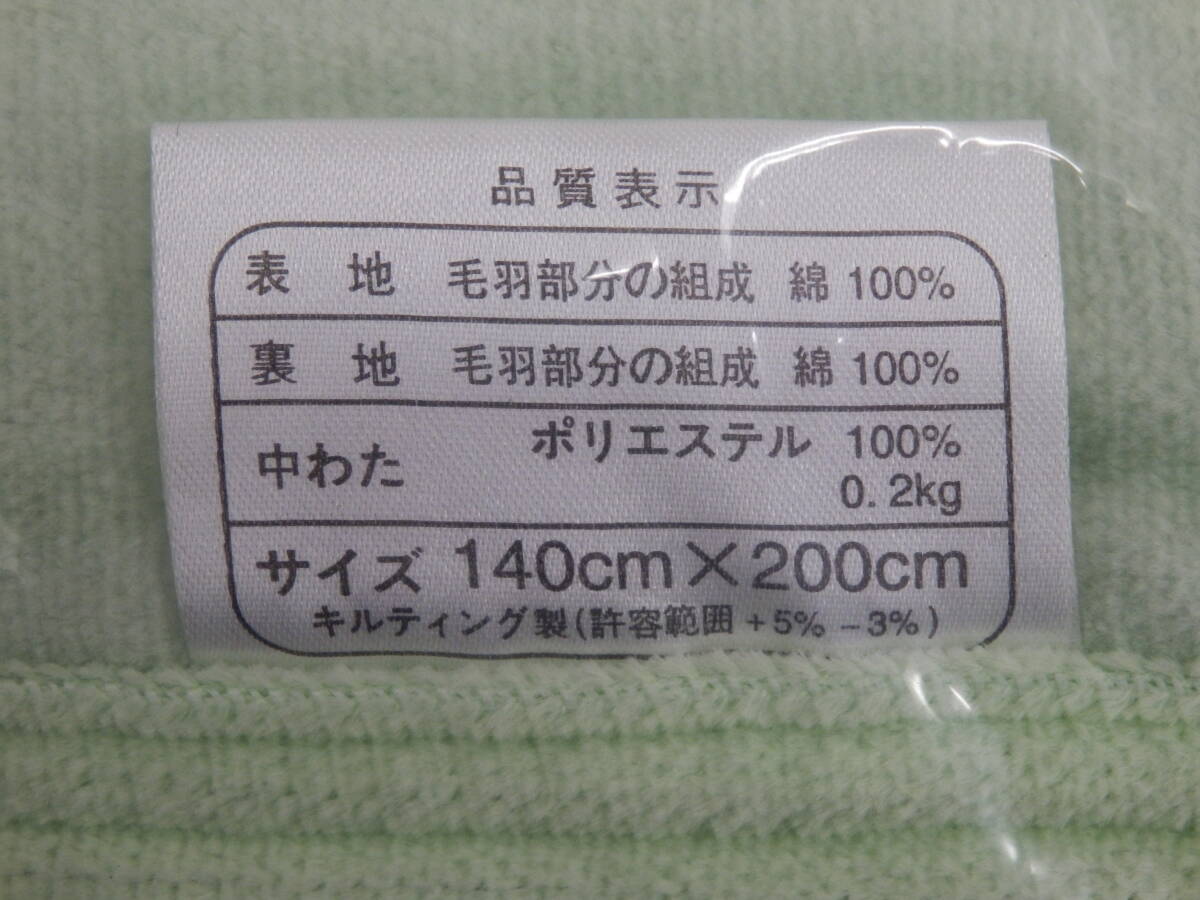 品質表示
表 地 毛羽部分の組成 綿 100%
裏 地 毛羽部分の組成 綿 100%
中わた ポリエステル 100%
0.2kg
サイズ 140cm×200cm
キルティング製(許容範囲 +5% -3%)